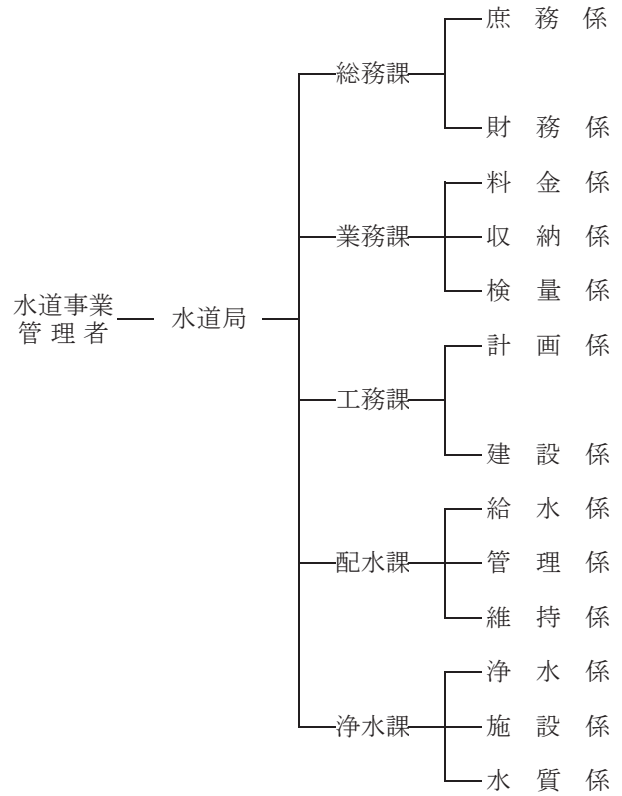 水道事業
管理者
水道局
総務課
庶務係
財務係
業務課
料金係
収納係
検量係
工務課
計画係
建設係
配水課
給水係
管理係
維持係
浄水課
浄水係
施設係
水質係